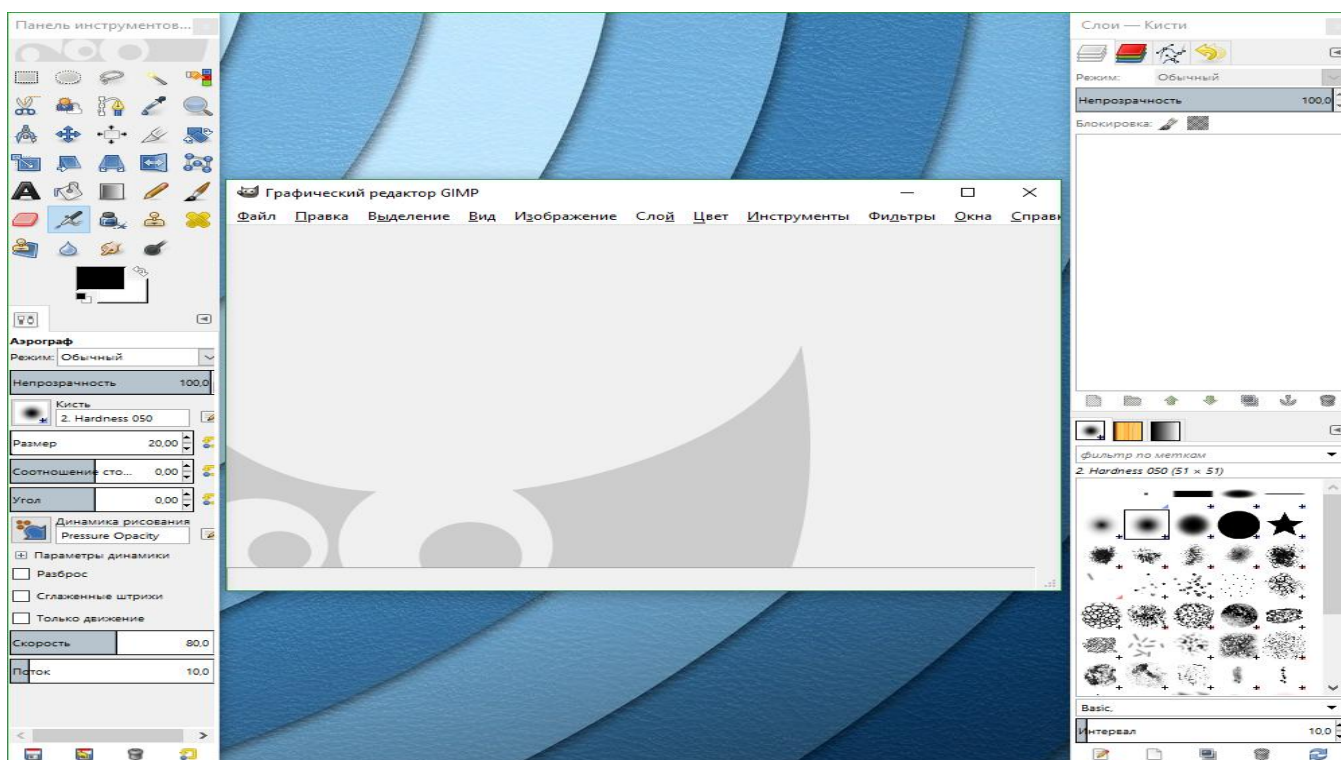 Панель инструментов...
Аэрограф
Режим: Обычный
Непрозрачность 100,0
Кисть
2. Hardness 050
Размер 20,00
Соотношение сто... 0,00
Угол 0,00
Динамика рисования
Pressure Opacity
Параметры динамики
Разброс
Сглаженные штрихи
Только движение
Скорость 80,0
Поток 10,0
Графический редактор GIMP
Файл Правка Выделение Вид Изображение Слой Цвет Инструменты Фильтры Окна Справк
Слои — Кисти
Режим: Обычный
Непрозрачность 100,0
Блокировка:
фильтр по меткам
2. Hardness 050 (51 × 51)
Basic,
Интервал 10,0